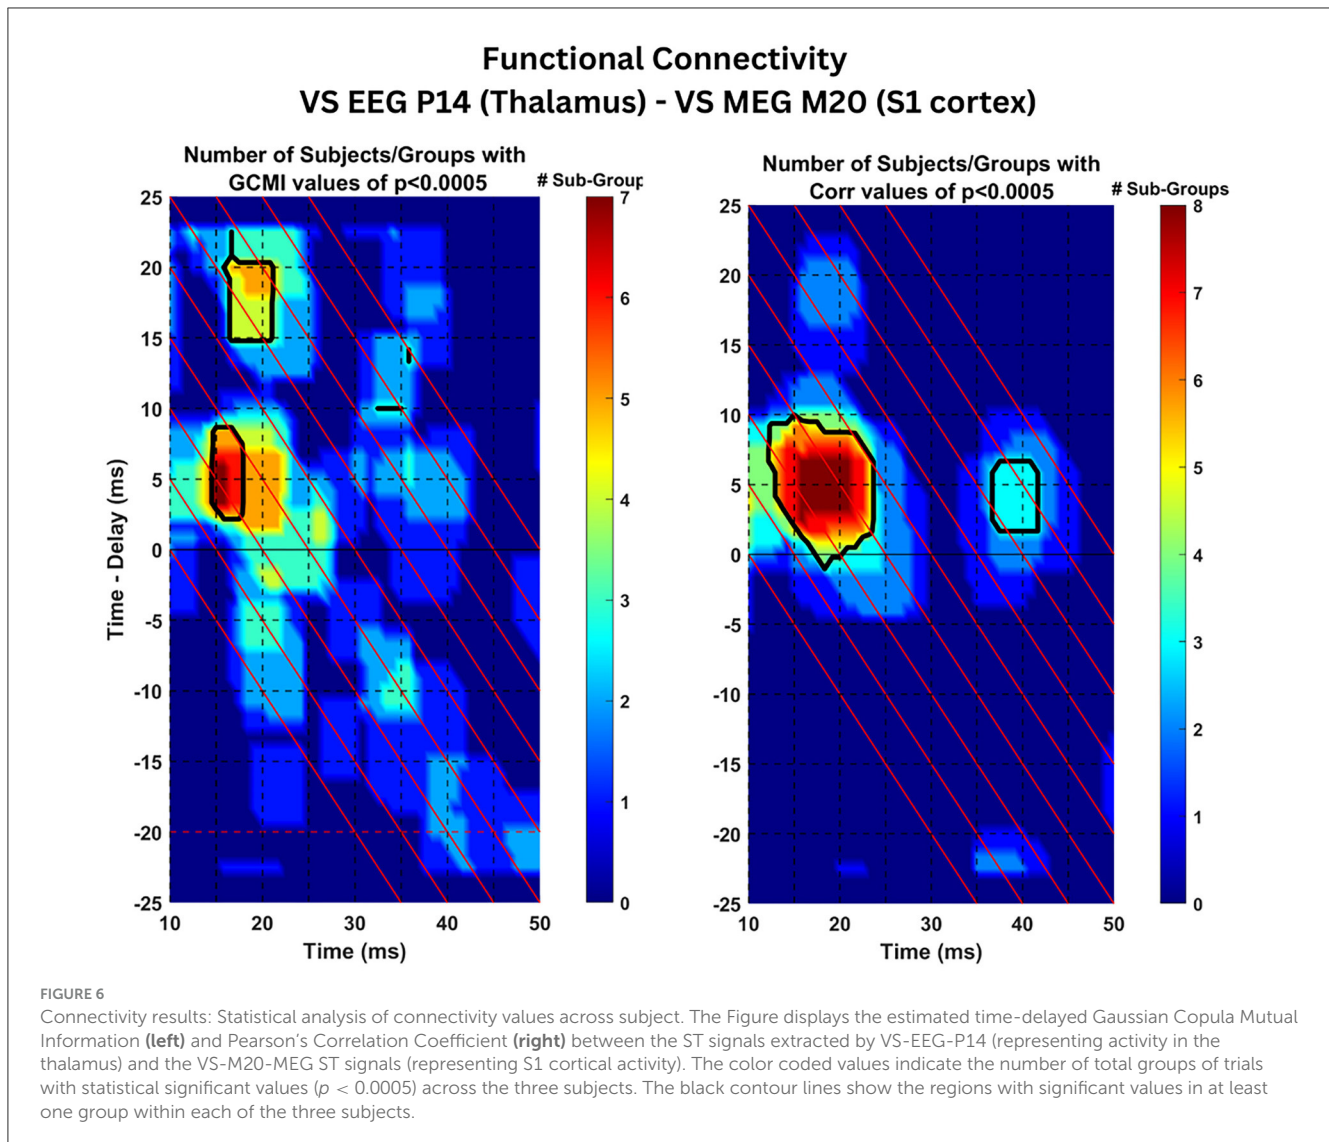 Functional Connectivity
VS EEG P14 (Thalamus) - VS MEG M20 (S1 cortex)
Number of Subjects/Groups with
GCMI values of p<0.0005
# Sub-Group
25
20
15
10
5
0
-5
-10
-15
-20
-25
Time - Delay (ms)
10
20
30
40
50
Time (ms)
7
6
5
4
3
2
1
0
Number of Subjects/Groups with
Corr values of p<0.0005
# Sub-Groups
25
20
15
10
5
0
-5
-10
-15
-20
-25
10
20
30
40
50
Time (ms)
8
7
6
5
4
3
2
1
0
FIGURE 6
Connectivity results: Statistical analysis of connectivity values across subject. The Figure displays the estimated time-delayed Gaussian Copula Mutual
Information (left) and Pearson's Correlation Coefficient (right) between the ST signals extracted by VS-EEG-P14 (representing activity in the
thalamus) and the VS-M20-MEG ST signals (representing S1 cortical activity). The color coded values indicate the number of total groups of trials
with statistical significant values (p < 0.0005) across the three subjects. The black contour lines show the regions with significant values in at least
one group within each of the three subjects.